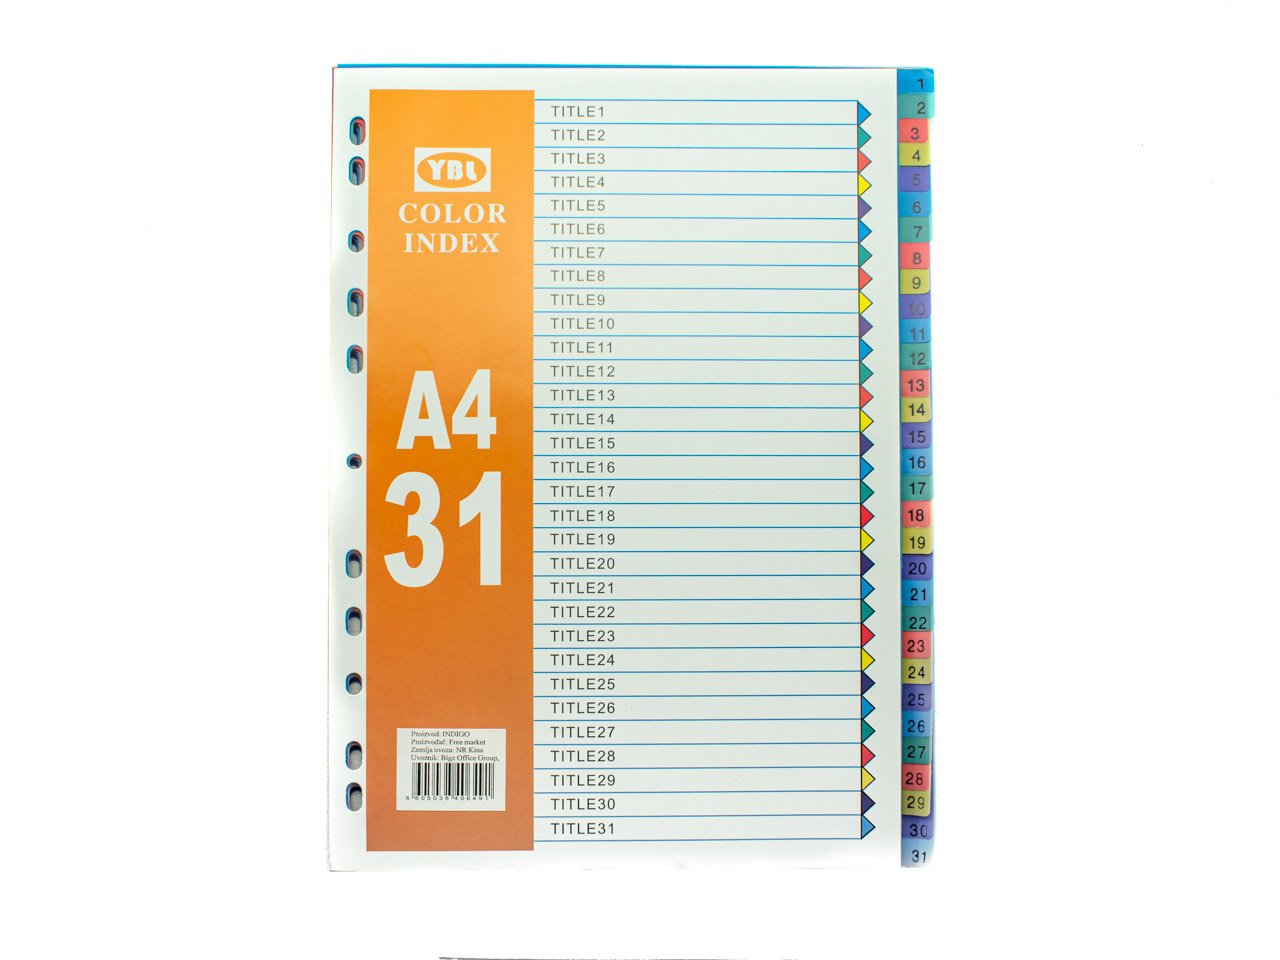 YBL
COLOR
INDEX
A4
31
Proizvod: INDIGO
Proizvođač: Free market
Zemlja uvoza: NR Kina
Uvoznik: Bigz Office Group,
8605038406491
TITLE1
TITLE2
TITLE3
TITLE4
TITLE5
TITLE6
TITLE7
TITLE8
TITLE9
TITLE10
TITLE11
TITLE12
TITLE13
TITLE14
TITLE15
TITLE16
TITLE17
TITLE18
TITLE19
TITLE20
TITLE21
TITLE22
TITLE23
TITLE24
TITLE25
TITLE26
TITLE27
TITLE28
TITLE29
TITLE30
TITLE31
1
2
3
4
5
6
7
8
9
10
11
12
13
14
15
16
17
18
19
20
21
22
23
24
25
26
27
28
29
30
31